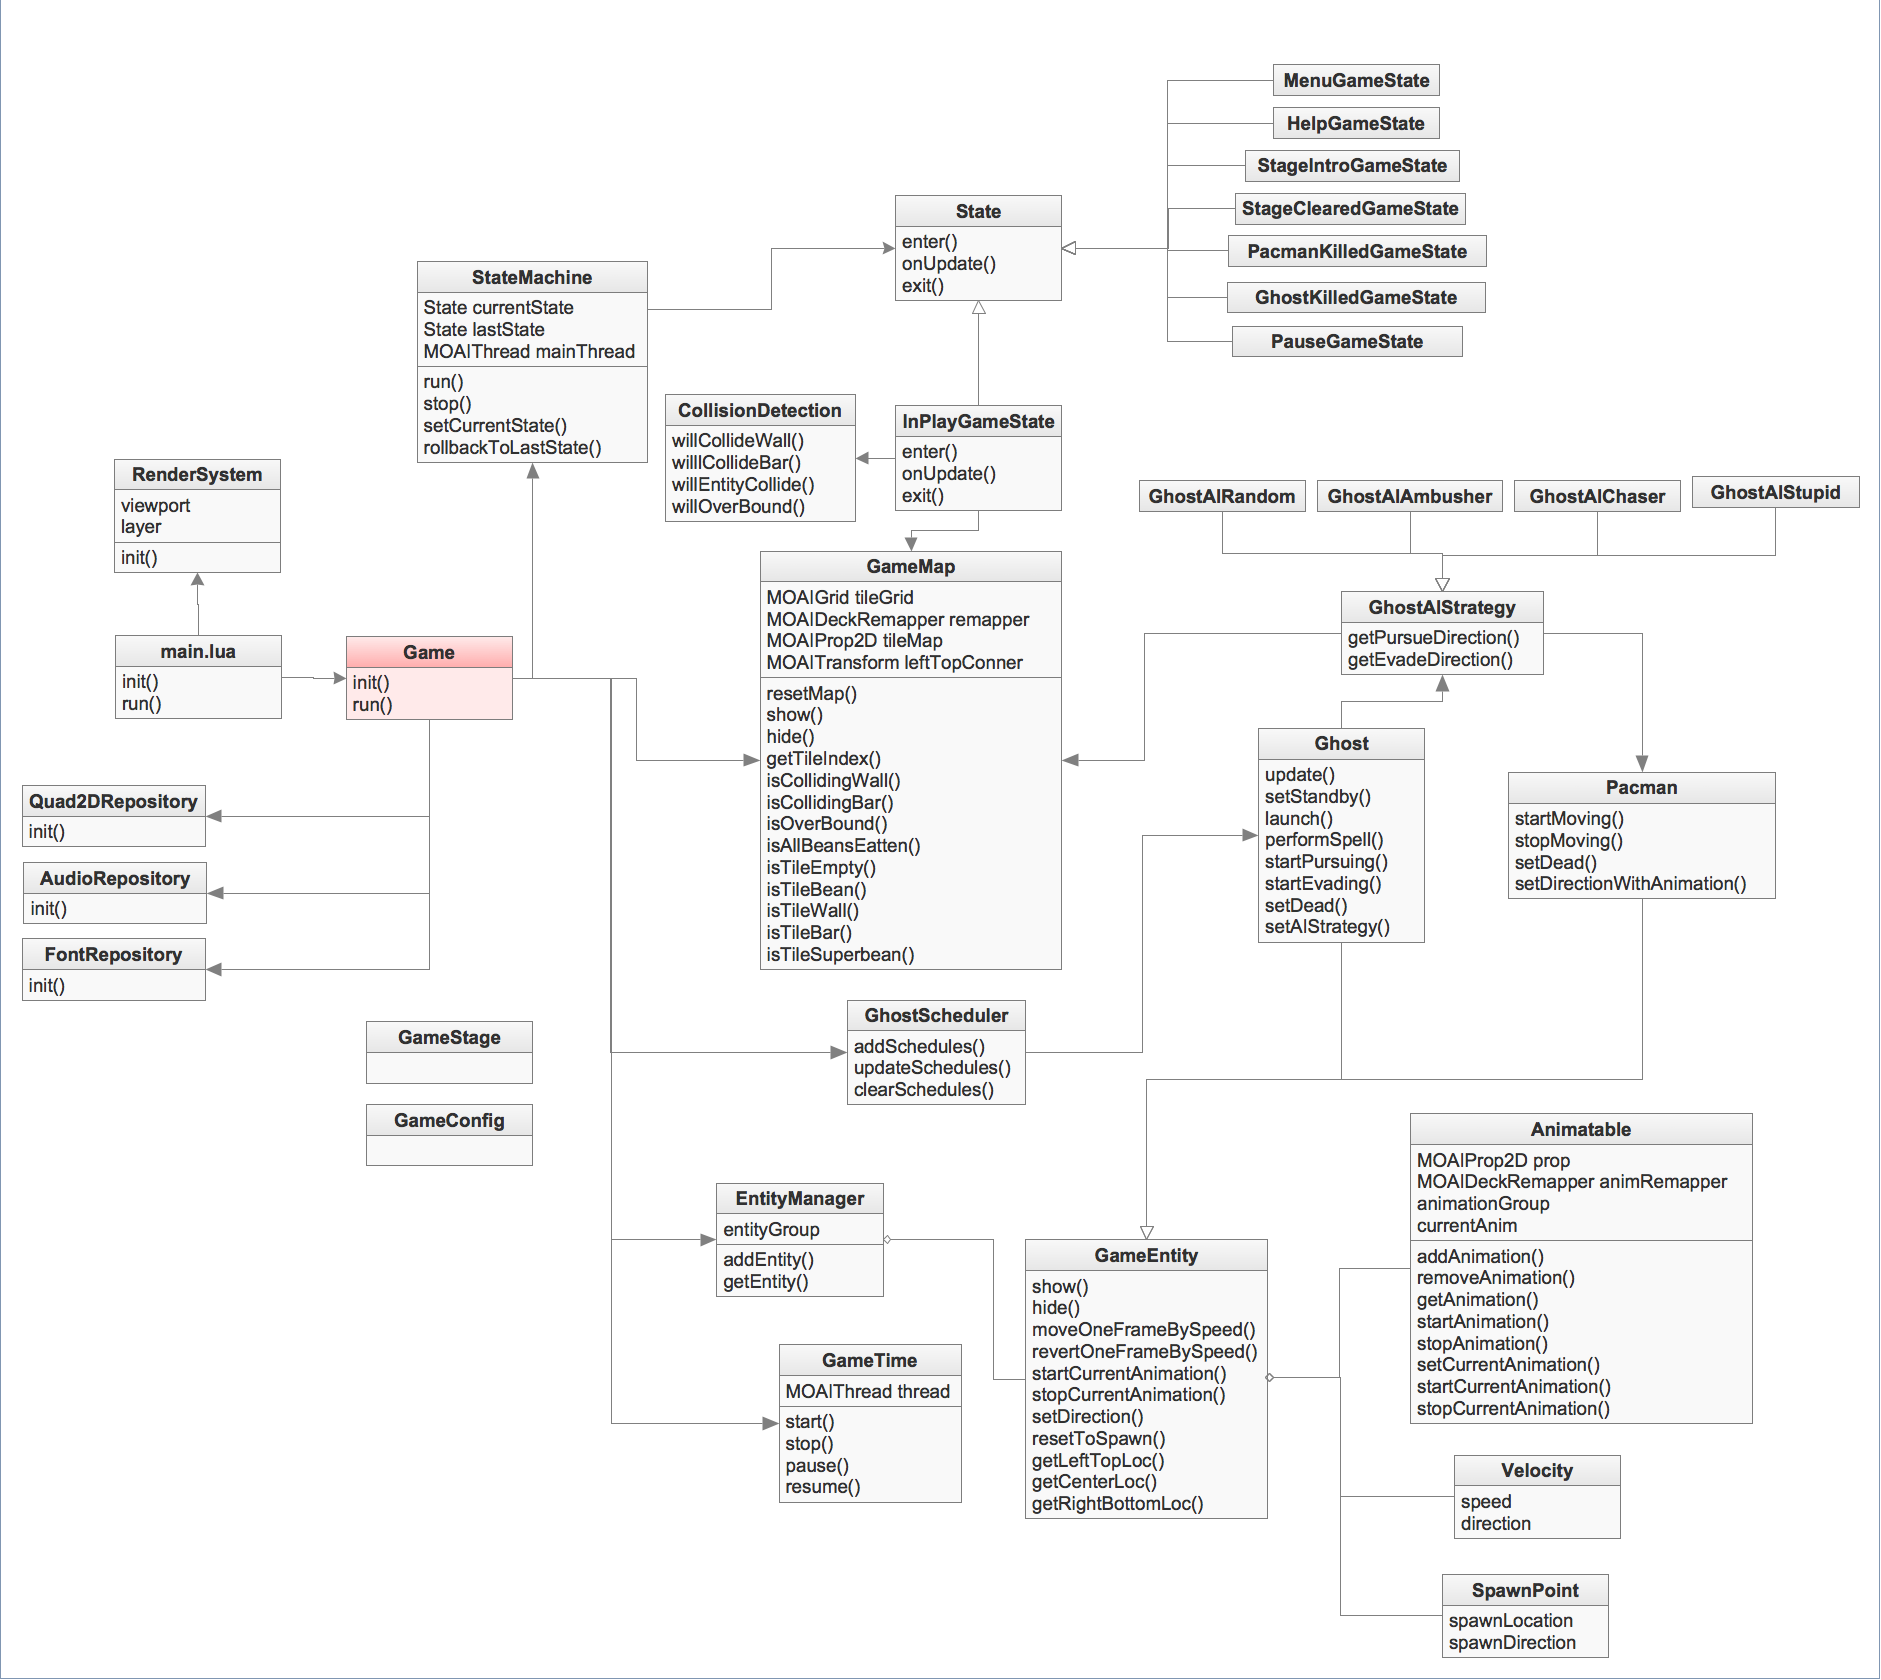 MenuGameState
HelpGameState
StageIntroGameState
StageClearedGameState
PacmanKilledGameState
GhostKilledGameState
PauseGameState
State
enter()
onUpdate()
exit()
StateMachine
State currentState
State lastState
MOAIThread mainThread
run()
stop()
setCurrentState()
rollbackToLastState()
CollisionDetection
willCollideWall()
willlCollideBar()
willEntityCollide()
willOverBound()
InPlayGameState
enter()
onUpdate()
exit()
RenderSystem
viewport
layer
init()
main.lua
init()
run()
Game
init()
run()
GameMap
MOAIGrid tileGrid
MOAIDeckRemapper remapper
MOAIProp2D tileMap
MOAITransform leftTopConner
resetMap()
show()
hide()
getTileIndex()
isCollidingWall()
isCollidingBar()
isOverBound()
isAllBeansEatten()
isTileEmpty()
isTileBean()
isTileWall()
isTileBar()
isTileSuperbean()
GhostAIRandom
GhostAIAmbusher
GhostAIChaser
GhostAIStupid
GhostAIStrategy
getPursueDirection()
getEvadeDirection()
Ghost
update()
setStandby()
launch()
performSpell()
startPursuing()
startEvading()
setDead()
setAIStrategy()
Pacman
startMoving()
stopMoving()
setDead()
setDirectionWithAnimation()
Quad2DRepository
init()
AudioRepository
init()
FontRepository
init()
GameStage
GameConfig
GhostScheduler
addSchedules()
updateSchedules()
clearSchedules()
EntityManager
entityGroup
addEntity()
getEntity()
GameTime
MOAIThread thread
start()
stop()
pause()
resume()
GameEntity
show()
hide()
moveOneFrameBySpeed()
revertOneFrameBySpeed()
startCurrentAnimation()
stopCurrentAnimation()
setDirection()
resetToSpawn()
getLeftTopLoc()
getCenterLoc()
getRightBottomLoc()
Animatable
MOAIProp2D prop
MOAIDeckRemapper animRemapper
animationGroup
currentAnim
addAnimation()
removeAnimation()
getAnimation()
startAnimation()
stopAnimation()
setCurrentAnimation()
startCurrentAnimation()
stopCurrentAnimation()
Velocity
speed
direction
SpawnPoint
spawnLocation
spawnDirection